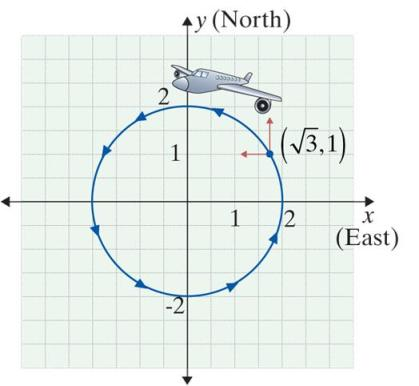 y (North)
2
(√3,1)
1
1
2
x
(East)
-2